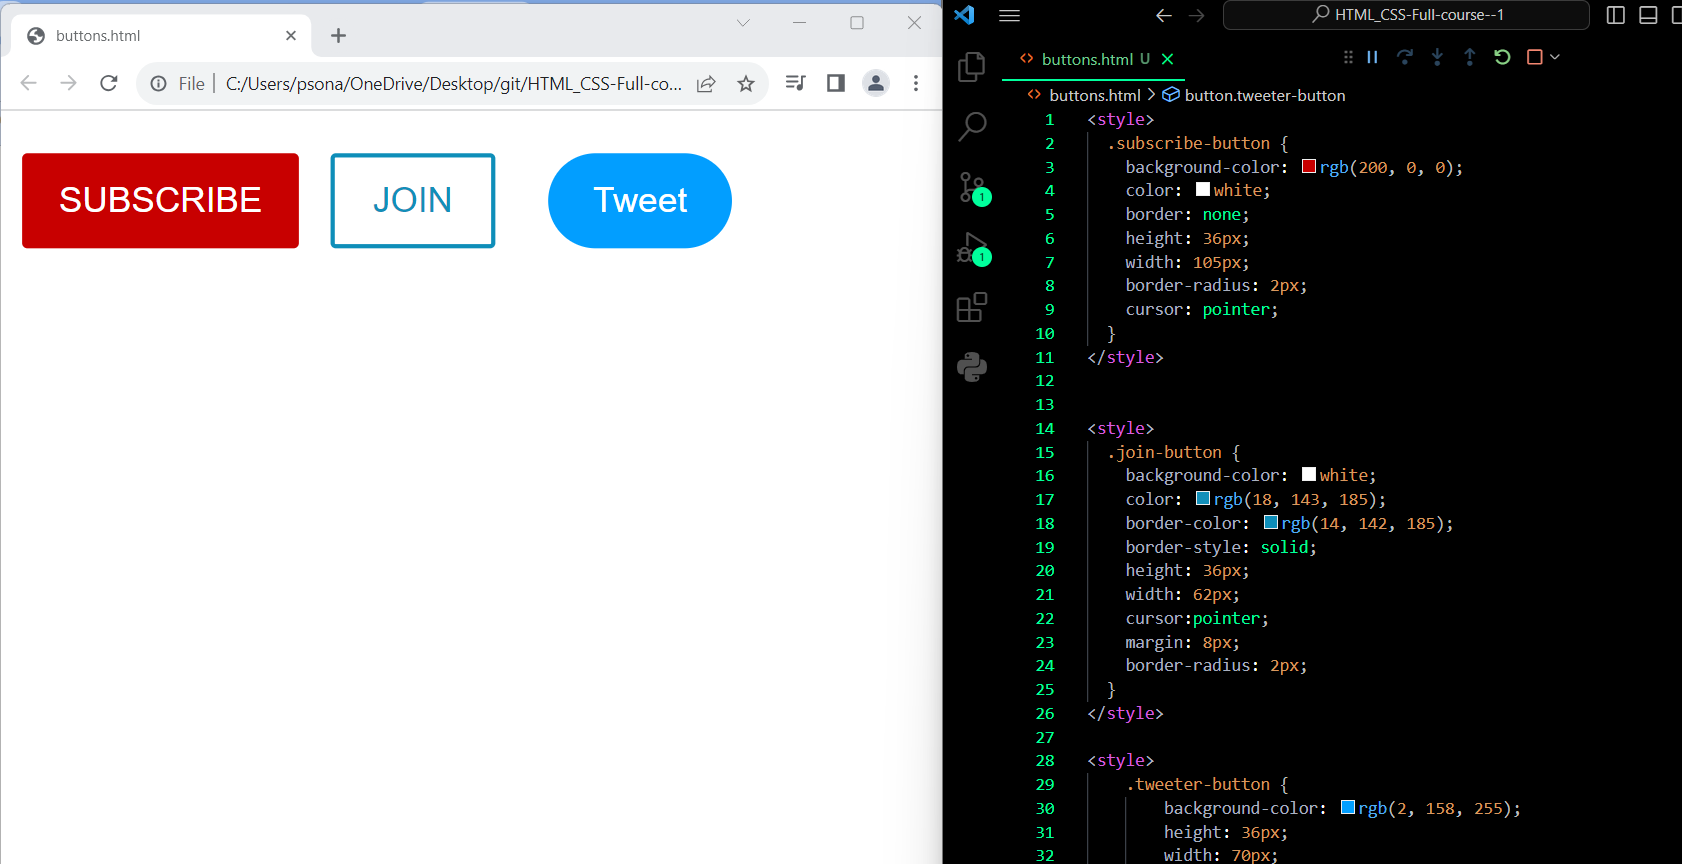 buttons.html
File | C:/Users/psona/OneDrive/Desktop/git/HTML_CSS-Full-co...
SUBSCRIBE
JOIN
Tweet
HTML_CSS-Full-course--1
buttons.html U
buttons.html > button.tweeter-button
1
1
1 <style>
2 .subscribe-button {
3 background-color: rgb(200, 0, 0);
4 color: white;
5 border: none;
6 height: 36px;
7 width: 105px;
8 border-radius: 2px;
9 cursor: pointer;
10 }
11 </style>
12
13
14 <style>
15 .join-button {
16 background-color: white;
17 color: rgb(18, 143, 185);
18 border-color: rgb(14, 142, 185);
19 border-style: solid;
20 height: 36px;
21 width: 62px;
22 cursor:pointer;
23 margin: 8px;
24 border-radius: 2px;
25 }
26 </style>
27
28 <style>
29 .tweeter-button {
30 background-color: rgb(2, 158, 255);
31 height: 36px;
32 width: 70px;